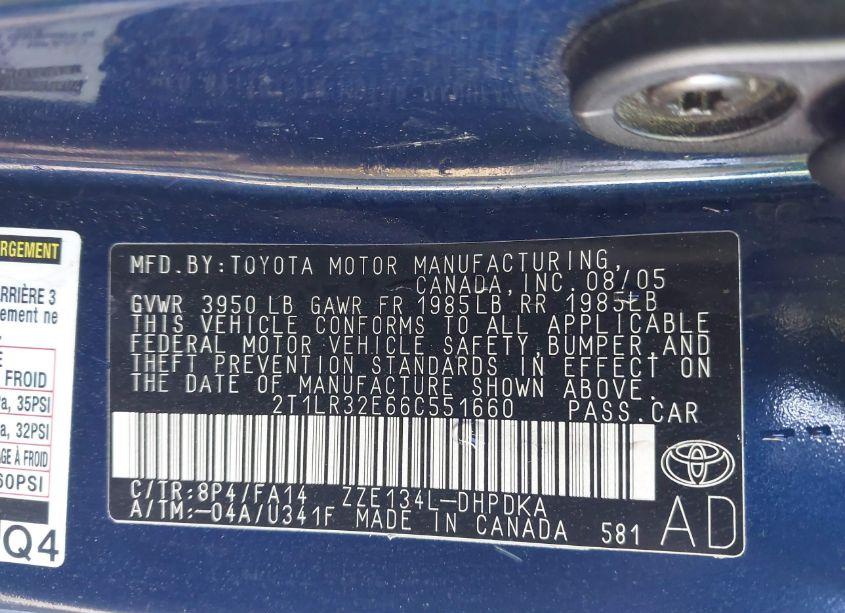 RGEMENT
ARRIÈRE 3
ement ne
E
FROID
a, 35PSI
a, 32PSI
AGE À FROID
60PSI
Q4
MFD.BY:TOYOTA MOTOR MANUFACTURING,
CANADA,INC. 08/05
GVWR 3950 LB GAWR FR 1985LB RR 1985LB
THIS VEHICLE CONFORMS TO ALL APPLICABLE
FEDERAL MOTOR VEHICLE SAFETY,BUMPER,AND
THEFT PREVENTION STANDARDS IN EFFECT ON
THE DATE OF MANUFACTURE SHOWN ABOVE.
2T1LR32E66C551660 PASS.CAR
C/TR:8P4/FA14 ZZE134L-DHPDKA
A/TM:-04A/U341F MADE IN CANADA 581
AD